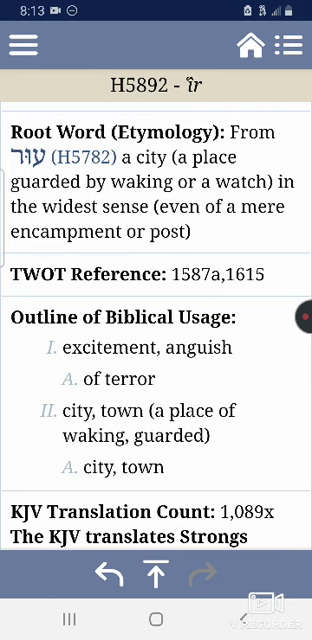 8:13
H5892 - ʿîr
Root Word (Etymology): From
עוּר (H5782) a city (a place
guarded by waking or a watch) in
the widest sense (even of a mere
encampment or post)
TWOT Reference: 1587a,1615
Outline of Biblical Usage:
I. excitement, anguish
A. of terror
II. city, town (a place of
waking, guarded)
A. city, town
KJV Translation Count: 1,089x
The KJV translates Strongs
V RECORDER